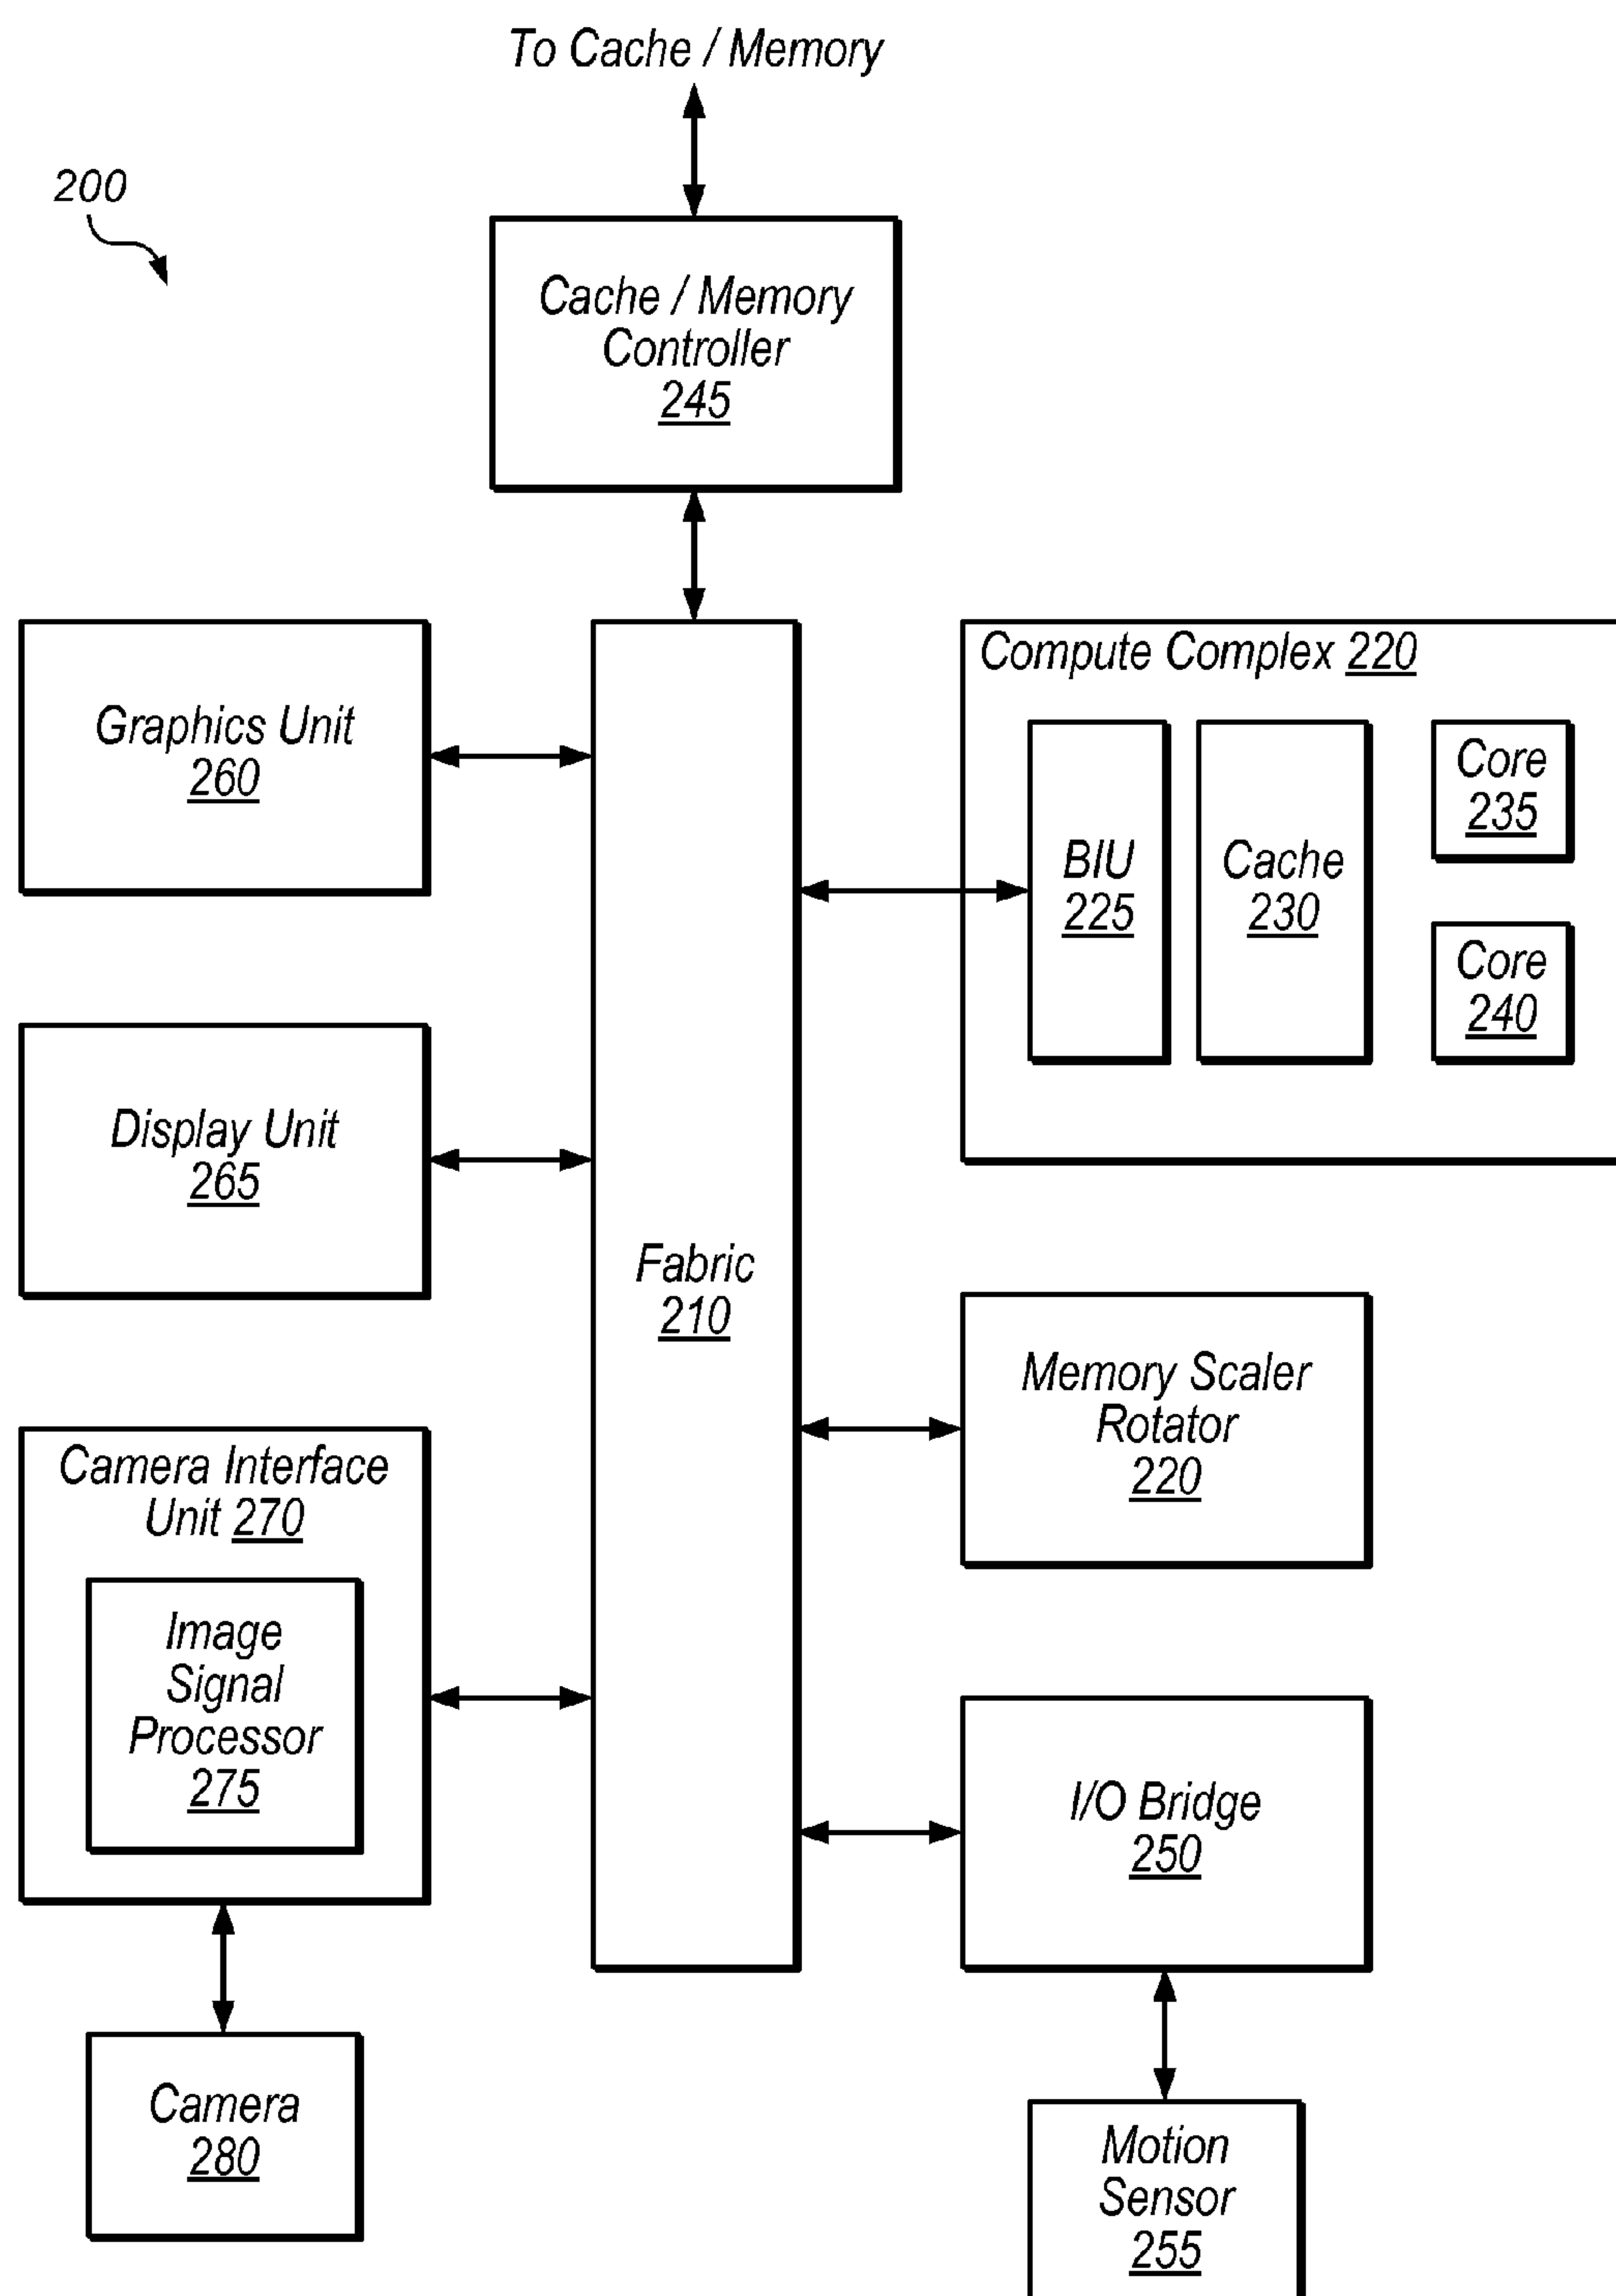 To Cache / Memory
200
Cache / Memory
Controller
245
Graphics Unit
260
Display Unit
265
Camera Interface
Unit 270
Image
Signal
Processor
275
Camera
280
Fabric
210
Compute Complex 220
BIU
225
Cache
230
Core
235
Core
240
Memory Scaler
Rotator
220
I/O Bridge
250
Motion
Sensor
255